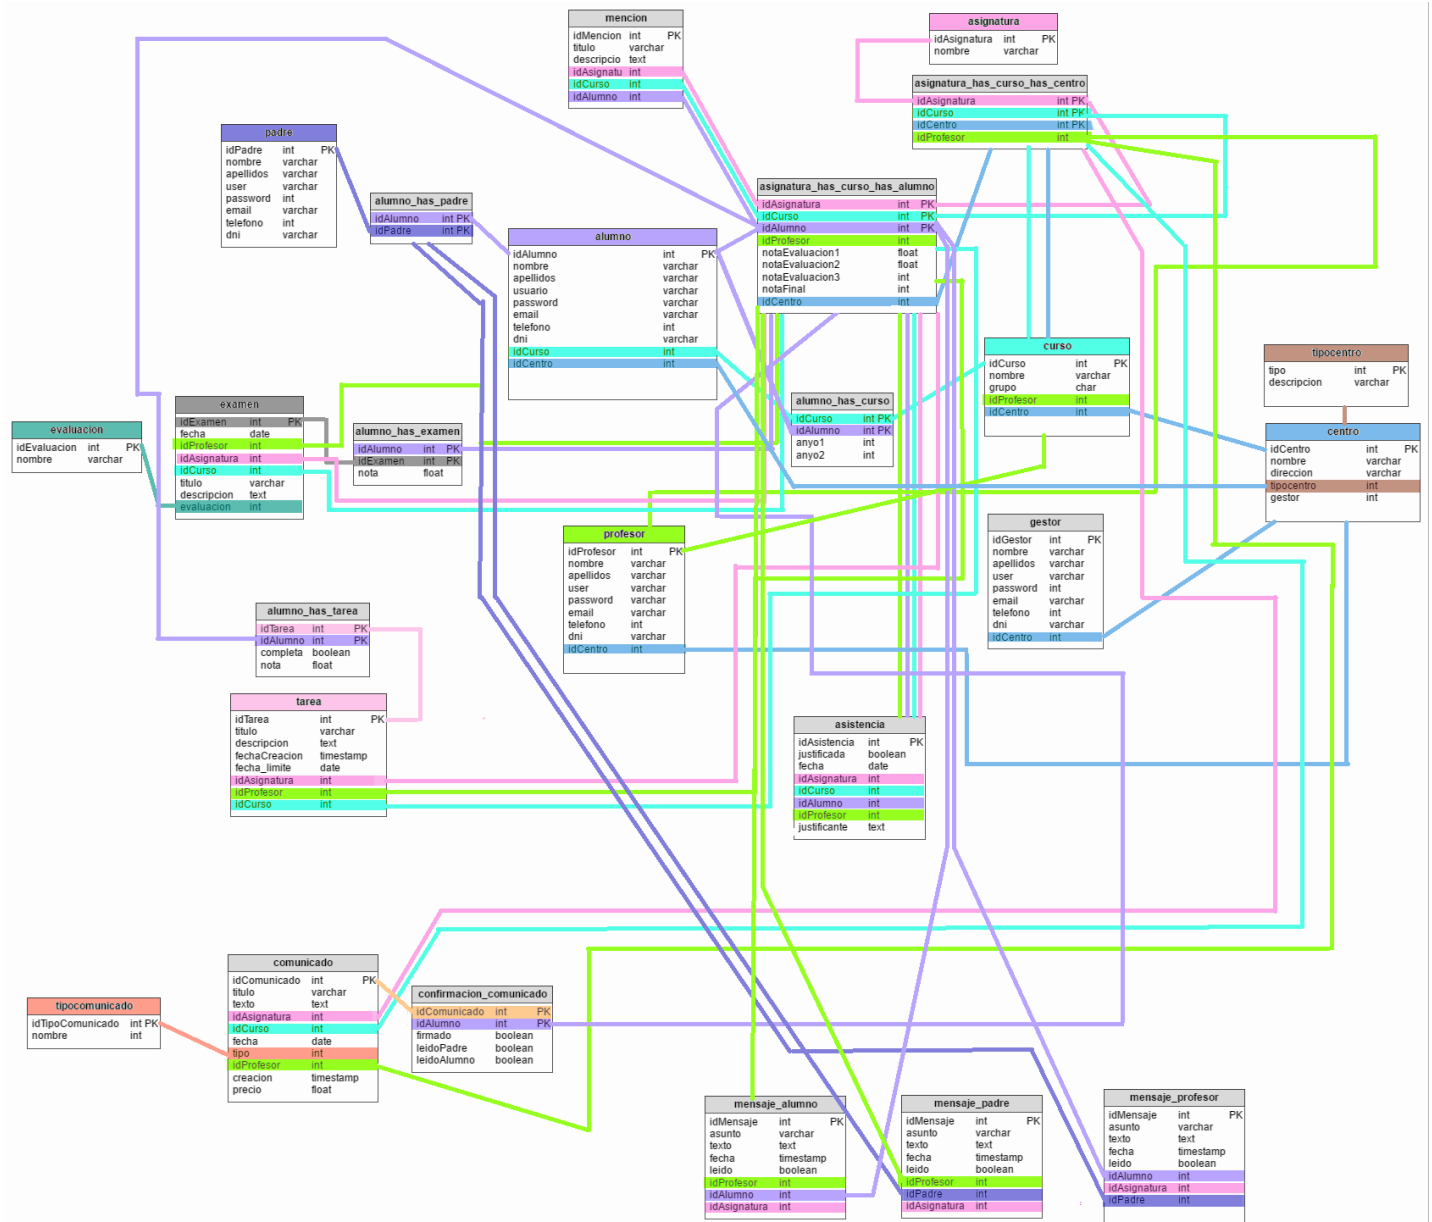 mencion
idMencion int PK
titulo varchar
descripcio text
idAsignatu int
idCurso int
idAlumno int
asignatura
idAsignatura int PK
nombre varchar
asignatura_has_curso_has_centro
idAsignatura int PK
idCurso int PK
idCentro int PK
idProfesor int
padre
idPadre int PK
nombre varchar
apellidos varchar
user varchar
password int
email varchar
telefono int
dni varchar
alumno_has_padre
idAlumno int PK
idPadre int PK
asignatura_has_curso_has_alumno
idAsignatura int PK
idCurso int PK
idAlumno int PK
idProfesor int
notaEvaluacion1 float
notaEvaluacion2 float
notaEvaluacion3 int
notaFinal int
idCentro int
alumno
idAlumno int PK
nombre varchar
apellidos varchar
usuario varchar
password varchar
email varchar
telefono int
dni varchar
idCurso int
idCentro int
curso
idCurso int PK
nombre varchar
grupo char
idProfesor int
idCentro int
tipocentro
tipo int PK
descripcion varchar
alumno_has_curso
idCurso int PK
idAlumno int PK
anyo1 int
anyo2 int
examen
idExamen int PK
fecha date
idProfesor int
idAsignatura int
idCurso int
titulo varchar
descripcion text
evaluacion int
evaluacion
idEvaluacion int PK
nombre varchar
alumno_has_examen
idAlumno int PK
idExamen int PK
nota float
centro
idCentro int PK
nombre varchar
direccion varchar
tipocentro int
gestor int
profesor
idProfesor int PK
nombre varchar
apellidos varchar
user varchar
password varchar
email varchar
telefono int
dni varchar
idCentro int
gestor
idGestor int PK
nombre varchar
apellidos varchar
user varchar
password int
email varchar
telefono int
dni varchar
idCentro int
alumno_has_tarea
idTarea int PK
idAlumno int PK
completa boolean
nota float
tarea
idTarea int PK
titulo varchar
descripcion text
fechaCreacion timestamp
fecha_limite date
idAsignatura int
idProfesor int
idCurso int
asistencia
idAsistencia int PK
justificada boolean
fecha date
idAsignatura int
idCurso int
idAlumno int
idProfesor int
justificante text
comunicado
idComunicado int PK
titulo varchar
texto text
idAsignatura int
idCurso int
fecha date
tipo int
idProfesor int
creacion timestamp
precio float
confirmacion_comunicado
idComunicado int PK
idAlumno int PK
firmado boolean
leidoPadre boolean
leidoAlumno boolean
tipocomunicado
idTipoComunicado int PK
nombre int
mensaje_alumno
idMensaje int PK
asunto varchar
texto text
fecha timestamp
leido boolean
idProfesor int
idAlumno int
idAsignatura int
mensaje_padre
idMensaje int PK
asunto varchar
texto text
fecha timestamp
leido boolean
idProfesor int
idPadre int
idAsignatura int
mensaje_profesor
idMensaje int PK
asunto varchar
texto text
fecha timestamp
leido boolean
idAlumno int
idAsignatura int
idPadre int